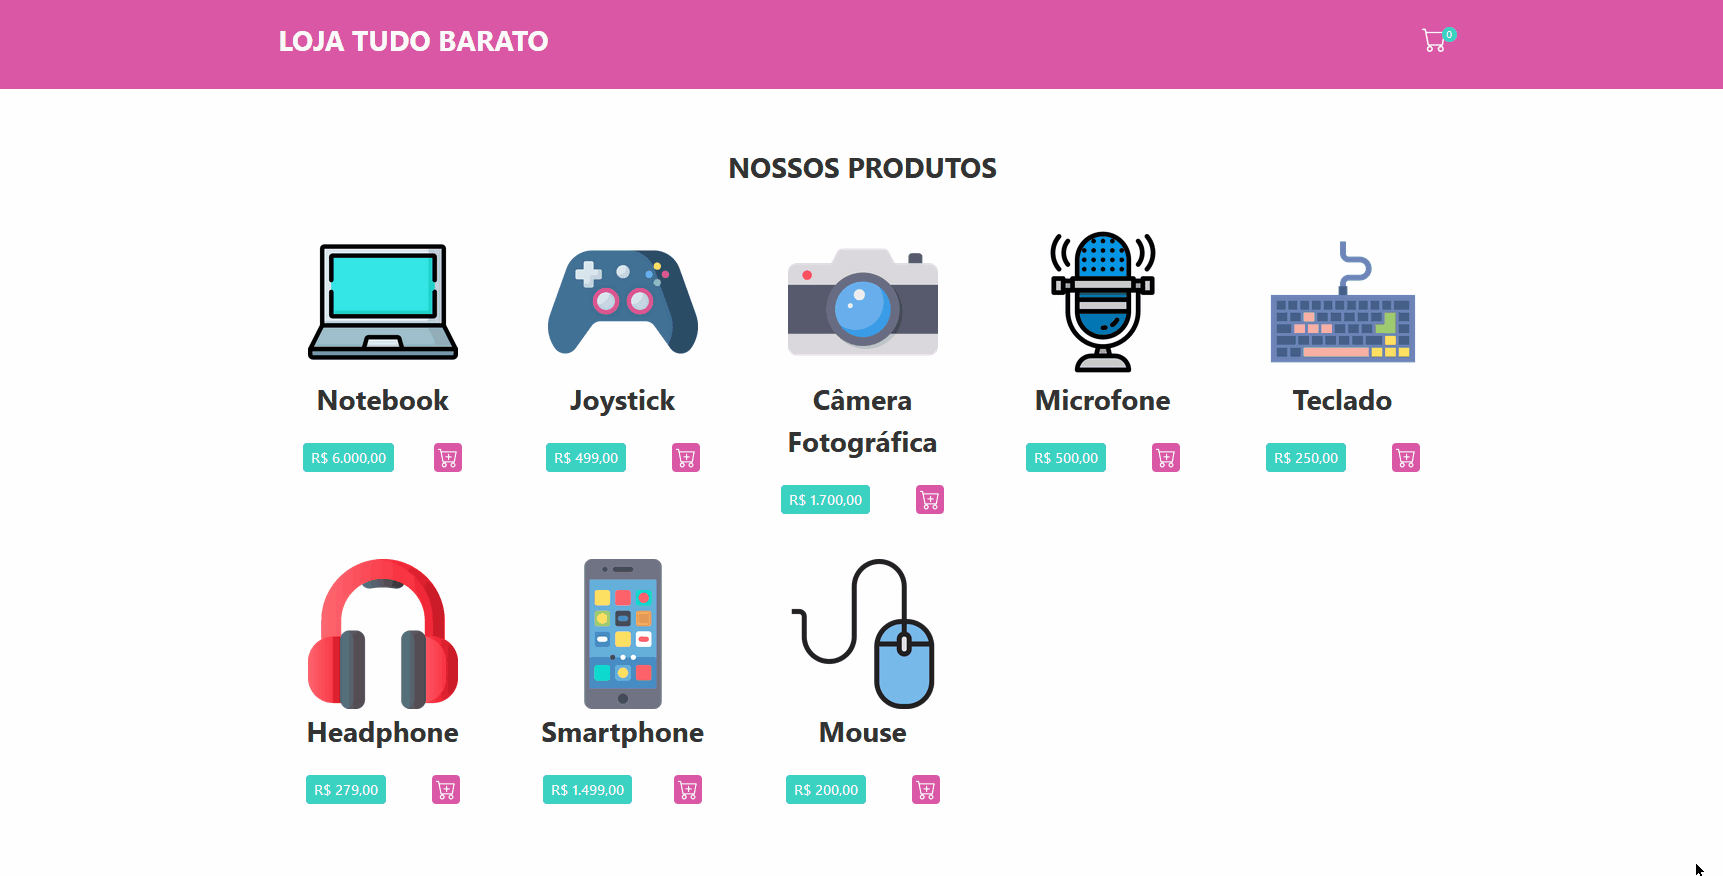 LOJA TUDO BARATO
0
NOSSOS PRODUTOS
Notebook
R$ 6.000,00
Joystick
R$ 499,00
Câmera
Fotográfica
R$ 1.700,00
Microfone
R$ 500,00
Teclado
R$ 250,00
Headphone
R$ 279,00
Smartphone
R$ 1.499,00
Mouse
R$ 200,00